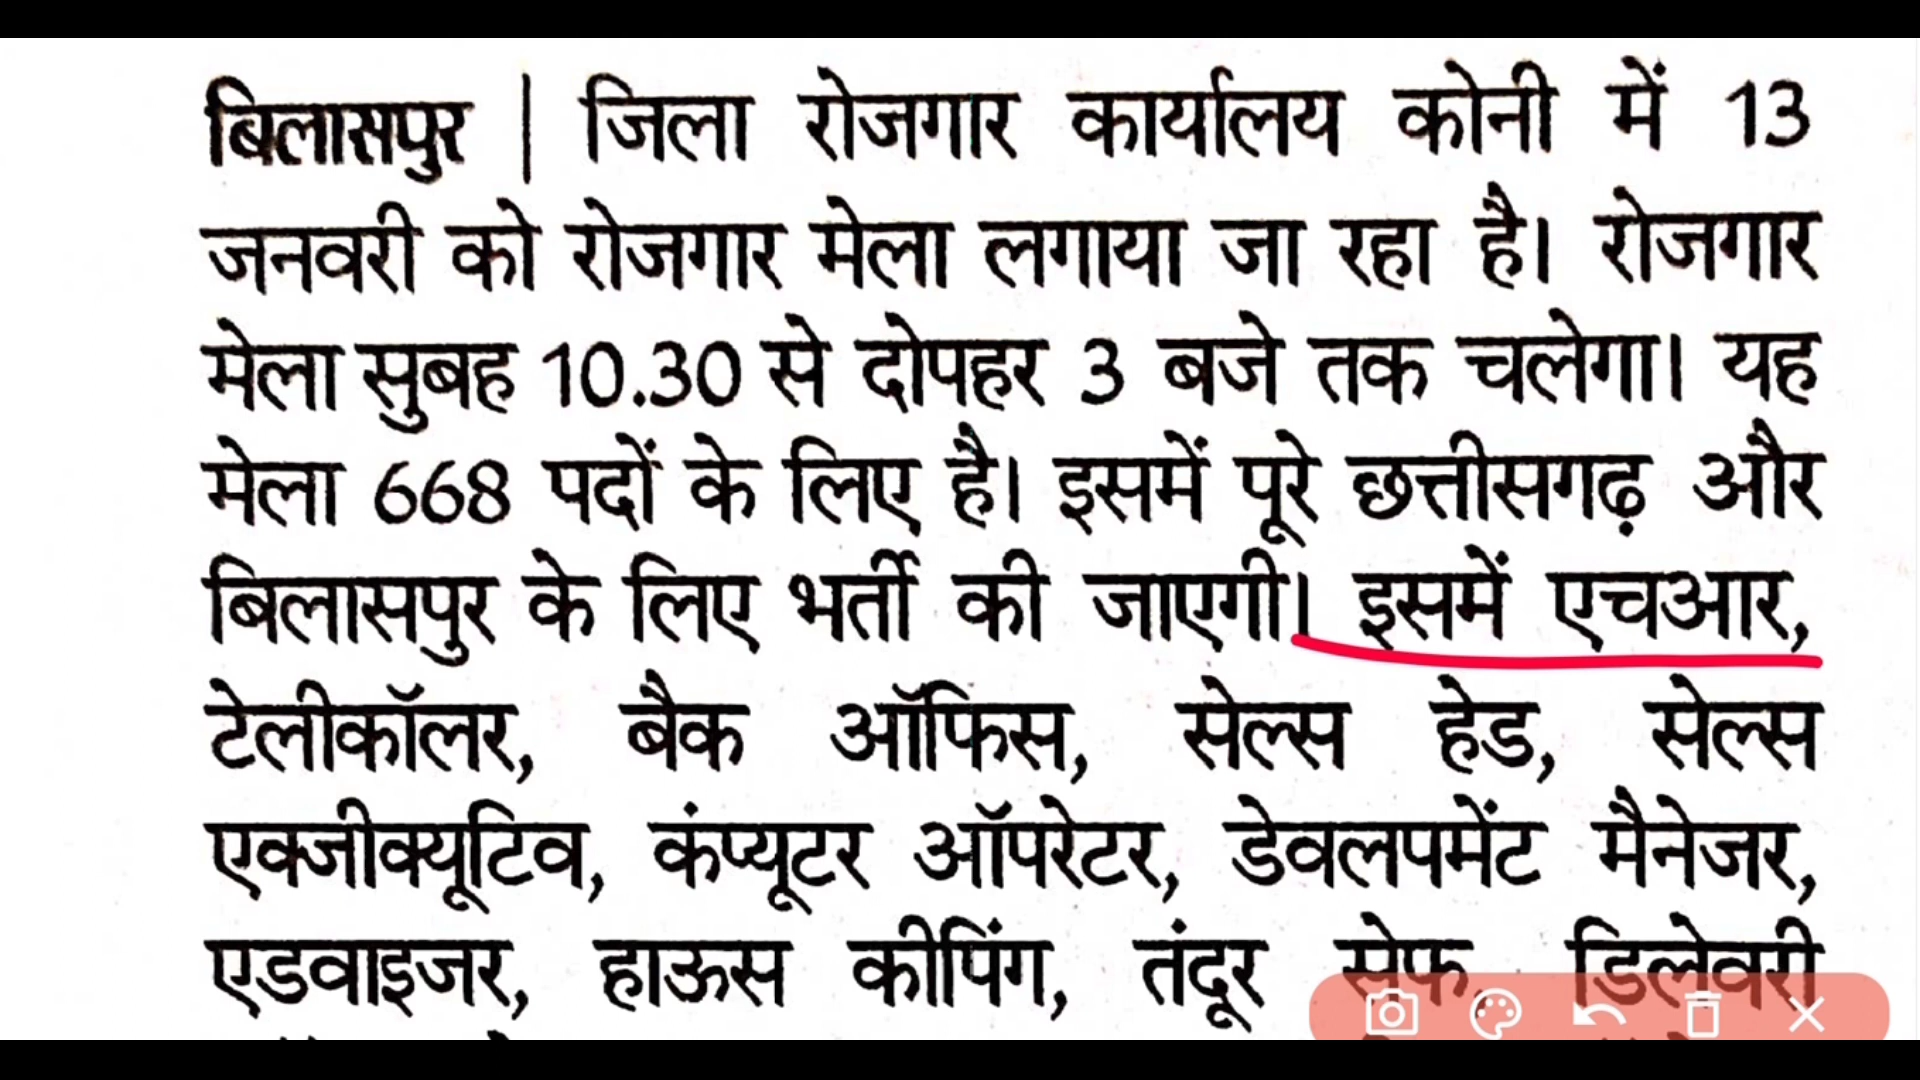 बिलासपुर | जिला रोजगार कार्यालय कोनी में 13
जनवरी को रोजगार मेला लगाया जा रहा है। रोजगार
मेला सुबह 10.30 से दोपहर 3 बजे तक चलेगा। यह
मेला 668 पदों के लिए है। इसमें पूरे छत्तीसगढ़ और
बिलासपुर के लिए भर्ती की जाएगी। इसमें एचआर,
टेलीकॉलर, बैक ऑफिस, सेल्स हेड, सेल्स
एक्जीक्यूटिव, कंप्यूटर ऑपरेटर, डेवलपमेंट मैनेजर,
एडवाइजर, हाऊस कीपिंग, तंदूर सेफ, डिलेवरी